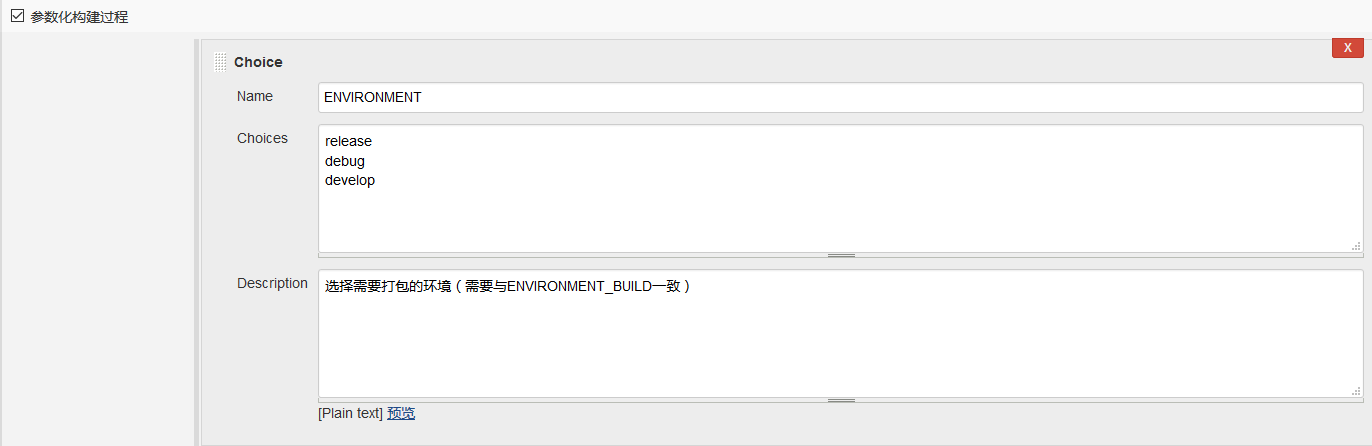 参数化构建过程
X
Choice
Name
ENVIRONMENT
Choices
release
debug
develop
Description
选择需要打包的环境（需要与ENVIRONMENT_BUILD一致）
[Plain text] 预览